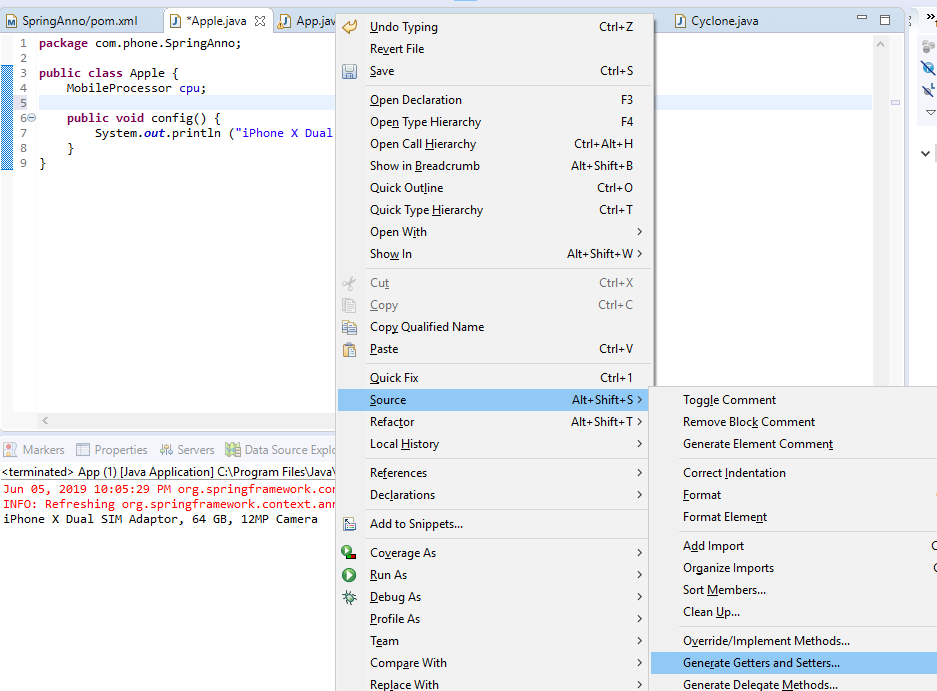 SpringAnno/pom.xml
*Apple.java
App.jav
Cyclone.java
1 package com.phone.SpringAnno;
2
3 public class Apple {
4 MobileProcessor cpu;
5
6 public void config() {
7 System.out.println ("iPhone X Dual
8 }
9 }
Undo Typing Ctrl+Z
Revert File
Save Ctrl+S
Open Declaration F3
Open Type Hierarchy F4
Open Call Hierarchy Ctrl+Alt+H
Show in Breadcrumb Alt+Shift+B
Quick Outline Ctrl+O
Quick Type Hierarchy Ctrl+T
Open With
Show In Alt+Shift+W
Cut Ctrl+X
Copy Ctrl+C
Copy Qualified Name
Paste Ctrl+V
Quick Fix Ctrl+1
Source Alt+Shift+S
Refactor Alt+Shift+T
Local History
References
Declarations
Add to Snippets...
Coverage As
Run As
Debug As
Profile As
Team
Compare With
Replace With
Toggle Comment
Remove Block Comment
Generate Element Comment
Correct Indentation
Format
Format Element
Add Import
Organize Imports
Sort Members...
Clean Up...
Override/Implement Methods...
Generate Getters and Setters...
Generate Delegate Methods...
Markers Properties Servers Data Source Explo
<terminated> App (1) [Java Application] C:\Program Files\Java\
Jun 05, 2019 10:05:29 PM org.springframework.con
INFO: Refreshing org.springframework.context.ann
iPhone X Dual SIM Adaptor, 64 GB, 12MP Camera